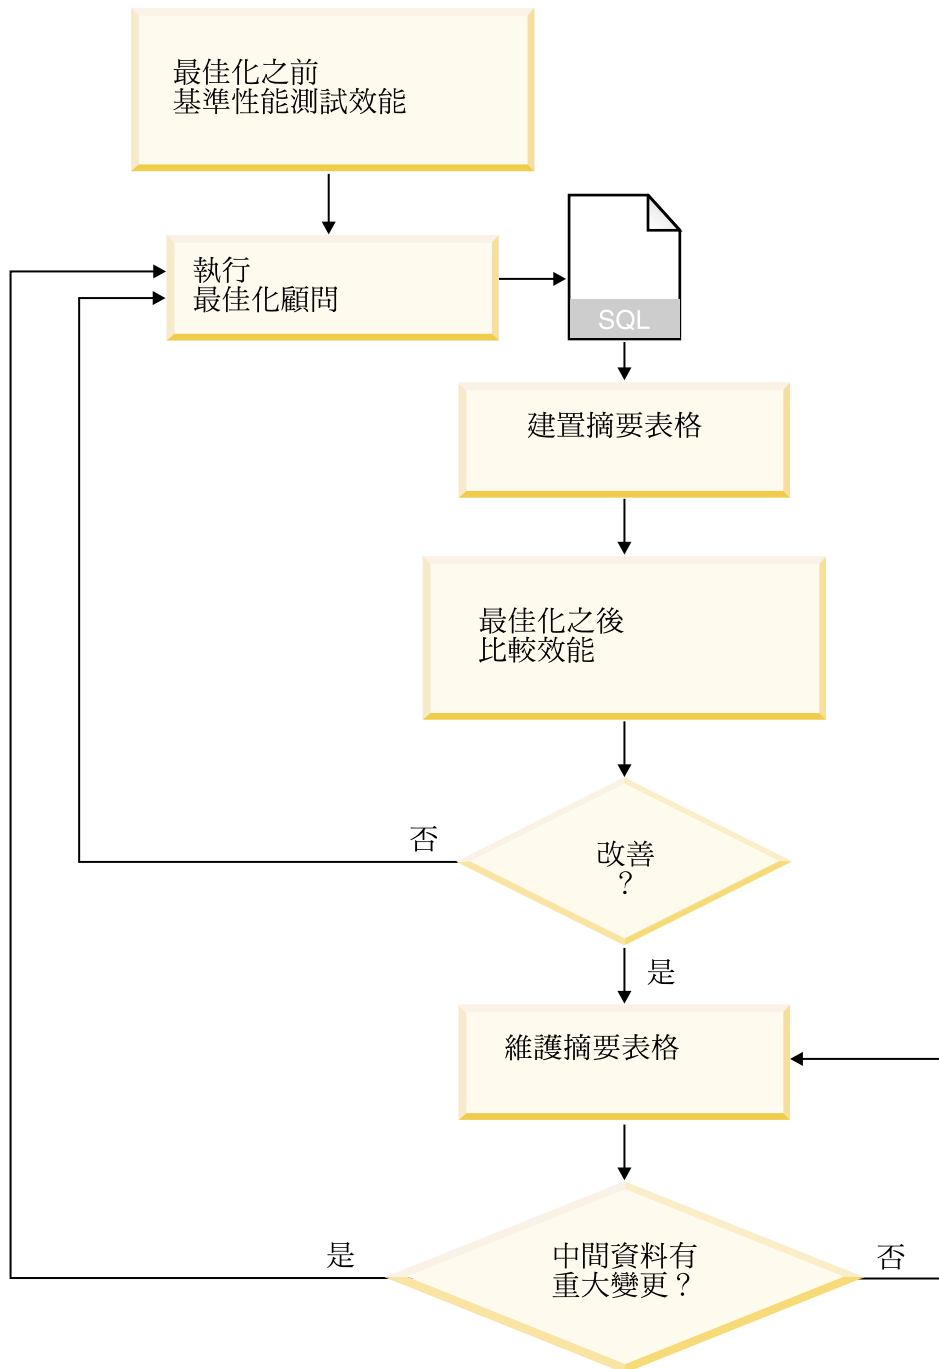 最佳化之前
基準性能測試效能
執行
最佳化顧問
SQL
建置摘要表格
最佳化之後
比較效能
否
改善
？
是
維護摘要表格
是
中間資料有
重大變更？
否